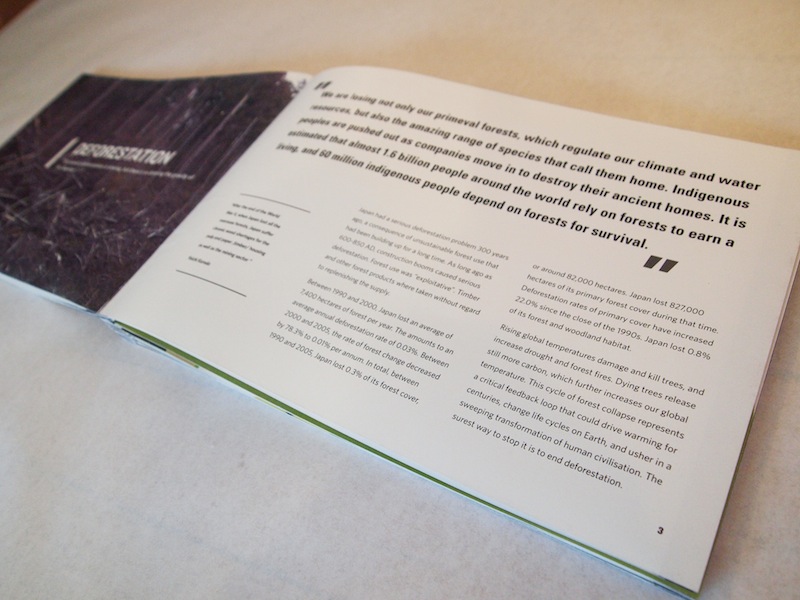 DEFORESTATION
"
We are losing not only our primeval forests, which regulate our climate and water
resources, but also the amazing range of species that call them home. Indigenous
peoples are pushed out as companies move in to destroy their ancient homes. It is
estimated that almost 1.6 billion people around the world rely on forests to earn a
living, and 60 million indigenous people depend on forests for survival.
"
Japan had a serious deforestation problem 300 years
ago, a consequence of unsustainable forest use that
had been building up for a long time. As long ago as
600-850 AD, construction booms caused serious
deforestation. Forest use was "exploitative". Timber
and other forest products where taken without regard
to replenishing the supply.
Between 1990 and 2000, Japan lost an average of
7,400 hectares of forest per year. The amounts to an
average annual deforestation rate of 0.03%. Between
2000 and 2005, the rate of forest change decreased
by 78.3% to 0.01% per annum. In total, between
1990 and 2005, Japan lost 0.3% of its forest cover,
or around 82,000 hectares. Japan lost 827,000
hectares of its primary forest cover during that time.
Deforestation rates of primary cover have increased
22.0% since the close of the 1990s. Japan lost 0.8%
of its forest and woodland habitat.
Rising global temperatures damage and kill trees, and
increase drought and forest fires. Dying trees release
still more carbon, which further increases our global
temperature. This cycle of forest collapse represents
a critical feedback loop that could drive warming for
centuries, change life cycles on Earth, and usher in a
sweeping transformation of human civilisation. The
surest way to stop it is to end deforestation.
3